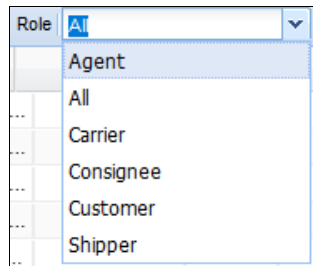 Role All
Agent
All
Carrier
Consignee
Customer
Shipper
...
...
...
...
...